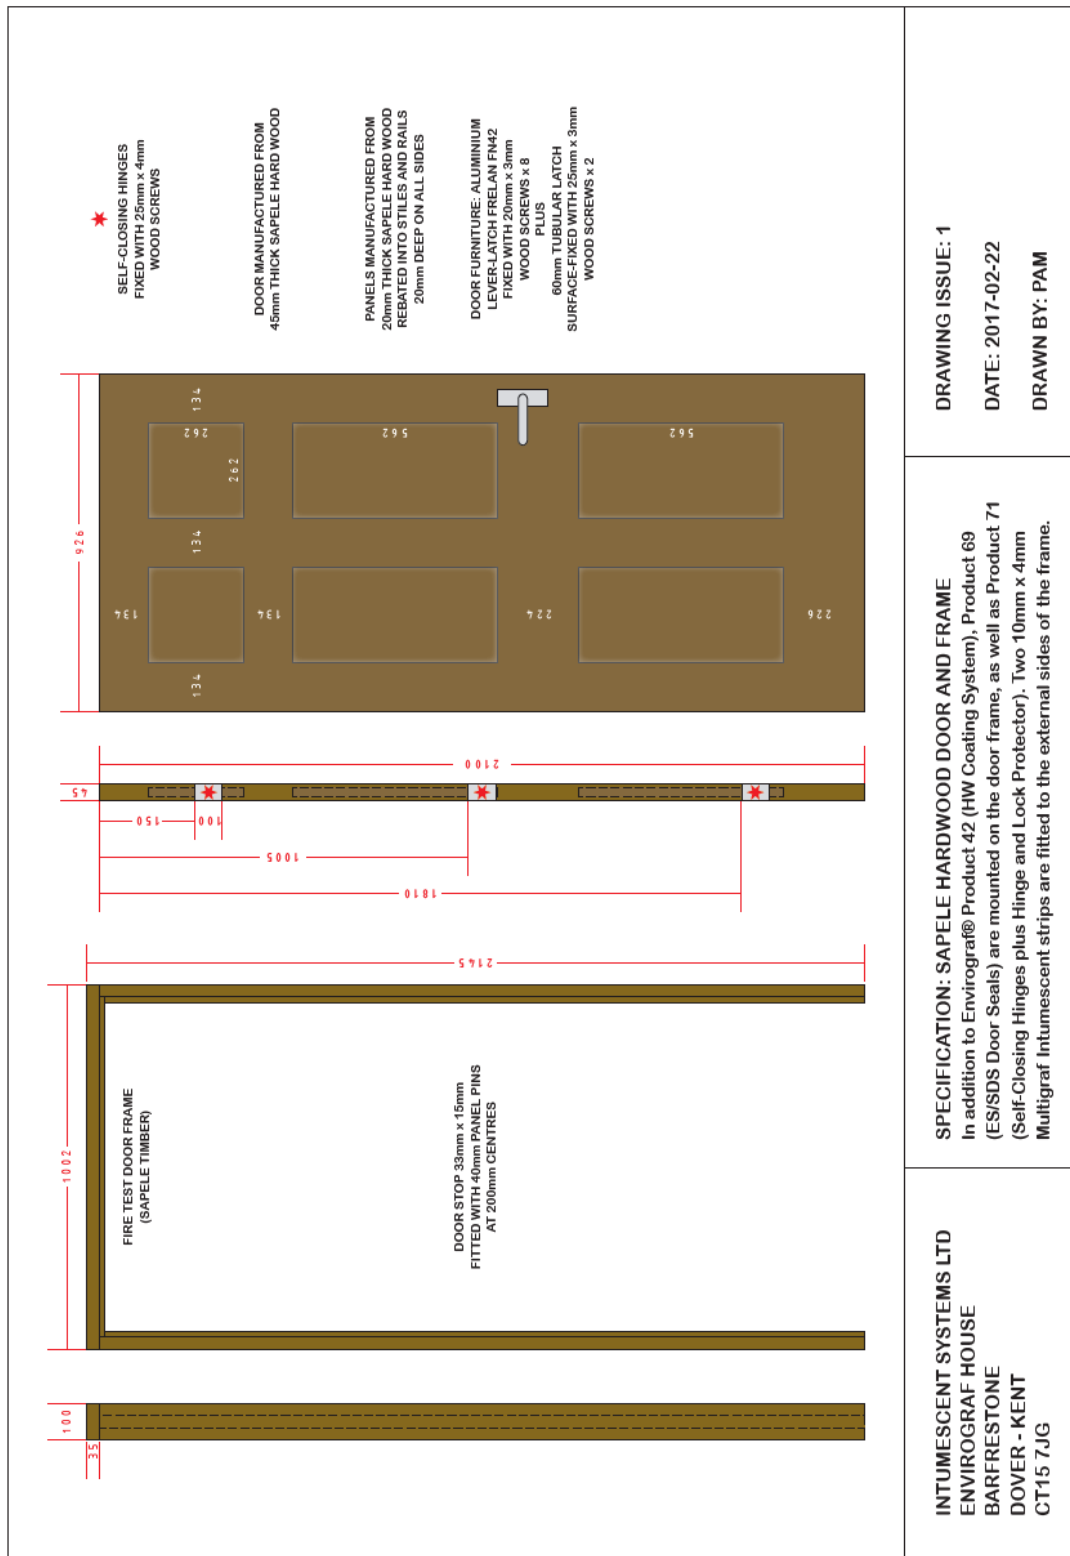 100
35
1002
FIRE TEST DOOR FRAME
(SAPELE TIMBER)
DOOR STOP 33mm x 15mm
FITTED WITH 40mm PANEL PINS
AT 200mm CENTRES
2145
1810
1005
150
100
45
2100
926
134
134
134
134
262
262
134
562
224
562
226
SELF-CLOSING HINGES
FIXED WITH 25mm x 4mm
WOOD SCREWS
DOOR MANUFACTURED FROM
45mm THICK SAPELE HARD WOOD
PANELS MANUFACTURED FROM
20mm THICK SAPELE HARD WOOD
REBATED INTO STILES AND RAILS
20mm DEEP ON ALL SIDES
DOOR FURNITURE: ALUMINIUM
LEVER-LATCH FRELAN FN42
FIXED WITH 20mm x 3mm
WOOD SCREWS x 8
PLUS
60mm TUBULAR LATCH
SURFACE-FIXED WITH 25mm x 3mm
WOOD SCREWS x 2
INTUMESCENT SYSTEMS LTD
ENVIROGRAF HOUSE
BARFRESTONE
DOVER - KENT
CT15 7JG
SPECIFICATION: SAPELE HARDWOOD DOOR AND FRAME
In addition to Envirograf® Product 42 (HW Coating System), Product 69
(ES/SDS Door Seals) are mounted on the door frame, as well as Product 71
(Self-Closing Hinges plus Hinge and Lock Protector). Two 10mm x 4mm
Multigraf Intumescent strips are fitted to the external sides of the frame.
DRAWING ISSUE: 1
DATE: 2017-02-22
DRAWN BY: PAM